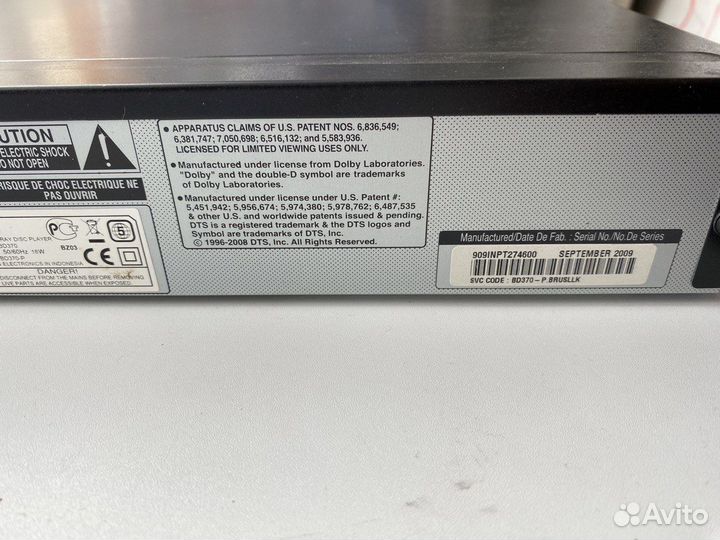 CAUTION
ELECTRIC SHOCK
DO NOT OPEN
RISQUE DE CHOC ELECTRIQUE NE
PAS OUVRIR
RAY DISC PLAYER
BD370
50/60Hz 16W
BZ03
BD370-P
ELECTRONICS IN INDONESIA
DANGER!
DISCONNECT FROM THE MAINS BEFORE REMOVING
LIVE PARTS ARE ACCESSIBLE WHEN EXPOSED.
• APPARATUS CLAIMS OF U.S. PATENT NOS. 6,836,549;
6,381,747; 7,050,698; 6,516,132; and 5,583,936.
LICENSED FOR LIMITED VIEWING USES ONLY.
• Manufactured under license from Dolby Laboratories.
"Dolby" and the double-D symbol are trademarks
of Dolby Laboratories.
• Manufactured under license under U.S. Patent #:
5,451,942; 5,956,674; 5,974,380; 5,978,762; 6,487,535
& other U.S. and worldwide patents issued & pending.
DTS is a registered trademark & the DTS logos and
Symbol are trademarks of DTS, Inc.
© 1996-2008 DTS, Inc. All Rights Reserved.
Manufactured/Date De Fab. : Serial No./No.De Series
909INPT274600 SEPTEMBER 2009
SVC CODE : BD370-P.BRUSLLK
Avito